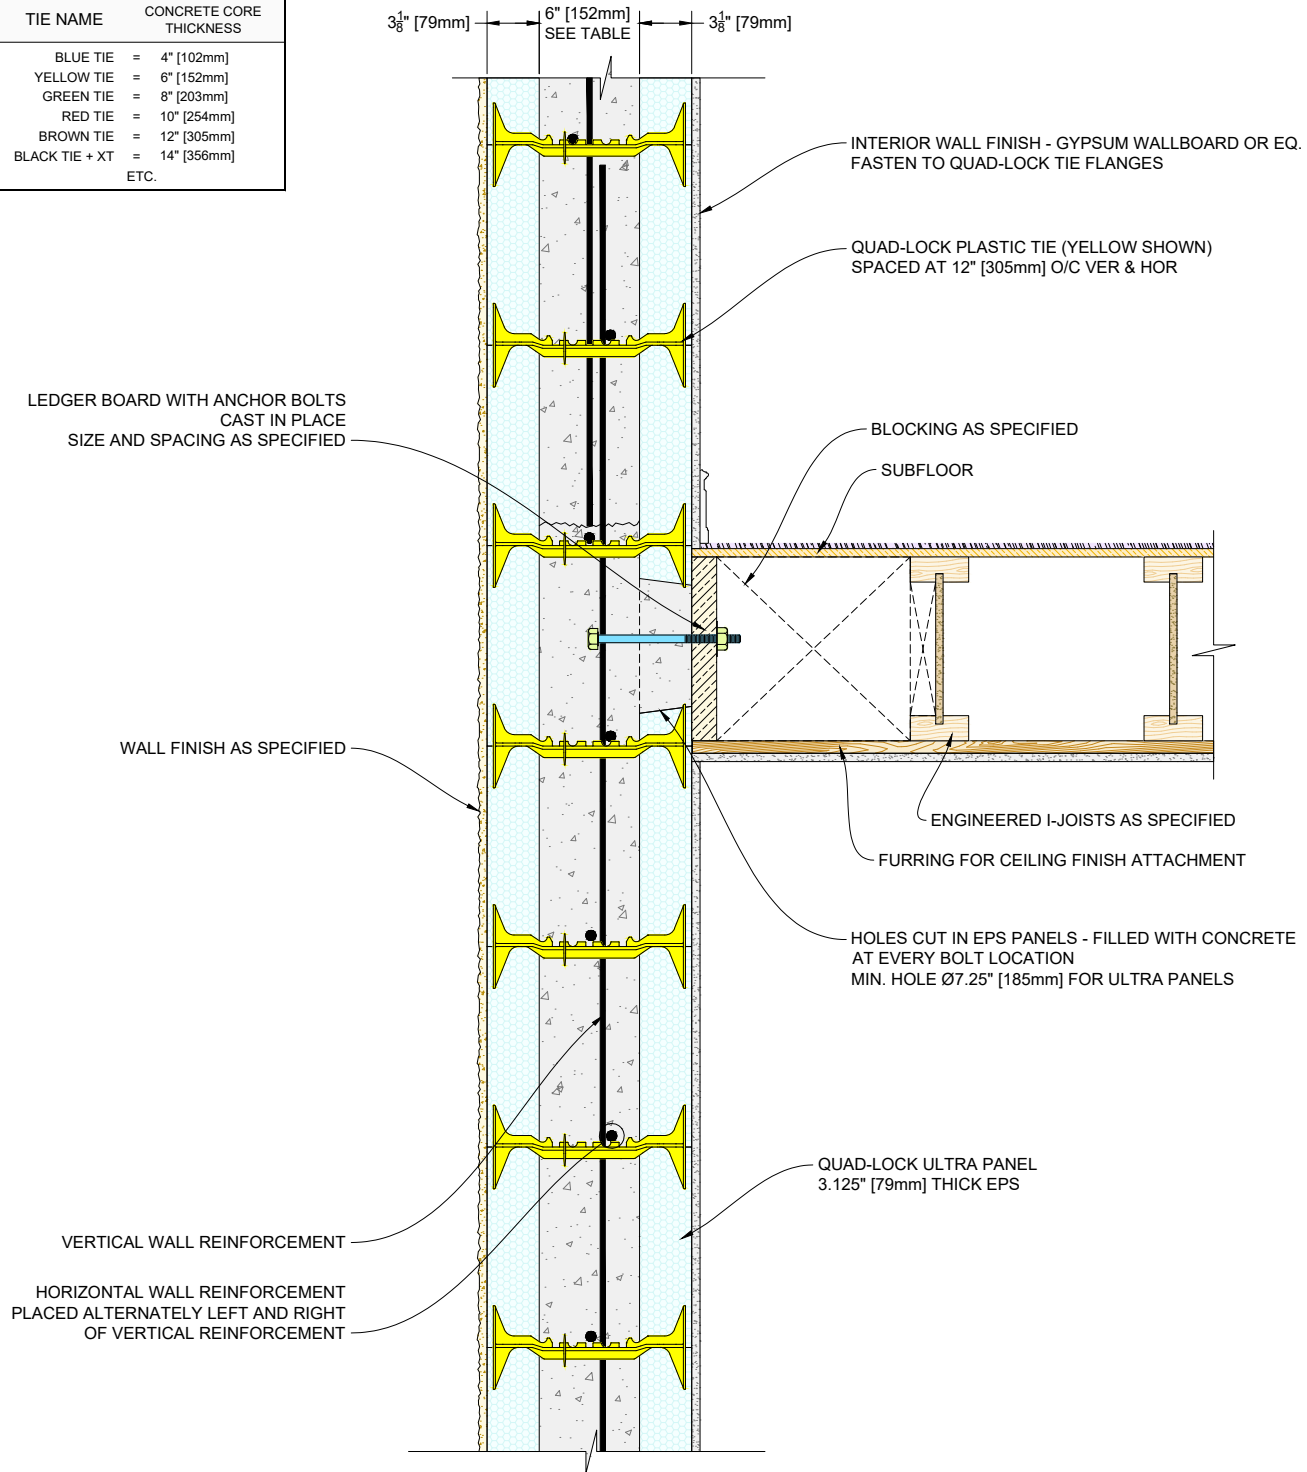 TIE NAME CONCRETE CORE
THICKNESS
BLUE TIE = 4" [102mm]
YELLOW TIE = 6" [152mm]
GREEN TIE = 8" [203mm]
RED TIE = 10" [254mm]
BROWN TIE = 12" [305mm]
BLACK TIE + XT = 14" [356mm]
ETC.
3⅛" [79mm]
6" [152mm]
SEE TABLE
3⅛" [79mm]
INTERIOR WALL FINISH - GYPSUM WALLBOARD OR EQ.
FASTEN TO QUAD-LOCK TIE FLANGES
QUAD-LOCK PLASTIC TIE (YELLOW SHOWN)
SPACED AT 12" [305mm] O/C VER & HOR
LEDGER BOARD WITH ANCHOR BOLTS
CAST IN PLACE
SIZE AND SPACING AS SPECIFIED
BLOCKING AS SPECIFIED
SUBFLOOR
WALL FINISH AS SPECIFIED
ENGINEERED I-JOISTS AS SPECIFIED
FURRING FOR CEILING FINISH ATTACHMENT
HOLES CUT IN EPS PANELS - FILLED WITH CONCRETE
AT EVERY BOLT LOCATION
MIN. HOLE Ø7.25" [185mm] FOR ULTRA PANELS
QUAD-LOCK ULTRA PANEL
3.125" [79mm] THICK EPS
VERTICAL WALL REINFORCEMENT
HORIZONTAL WALL REINFORCEMENT
PLACED ALTERNATELY LEFT AND RIGHT
OF VERTICAL REINFORCEMENT